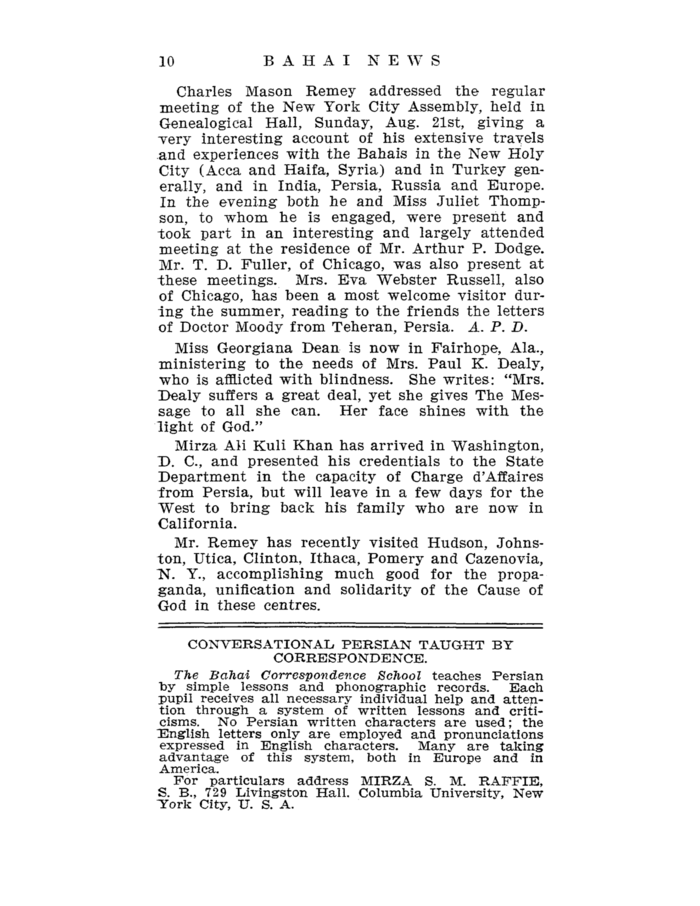 10 BAHAI NEWS
Charles Mason Remey addressed the regular
meeting of the New York City Assembly, held in
Genealogical Hall, Sunday, Aug. 21st, giving a
very interesting account of his extensive travels
and experiences with the Bahais in the New Holy
City (Acca and Haifa, Syria) and in Turkey gen-
erally, and in India, Persia, Russia and Europe.
In the evening both he and Miss Juliet Thomp-
son, to whom he is engaged, were present and
took part in an interesting and largely attended
meeting at the residence of Mr. Arthur P. Dodge.
Mr. T. D. Fuller, of Chicago, was also present at
these meetings. Mrs. Eva Webster Russell, also
of Chicago, has been a most welcome visitor dur-
ing the summer, reading to the friends the letters
of Doctor Moody from Teheran, Persia. A. P. D.
Miss Georgiana Dean is now in Fairhope, Ala.,
ministering to the needs of Mrs. Paul K. Dealy,
who is afflicted with blindness. She writes: “Mrs.
Dealy suffers a great deal, yet she gives The Mes-
sage to all she can. Her face shines with the
light of God.”
Mirza Ali Kuli Khan has arrived in Washington,
D. C., and presented his credentials to the State
Department in the capacity of Charge d'Affaires
from Persia, but will leave in a few days for the
West to bring back his family who are now in
California.
Mr. Remey has recently visited Hudson, Johns-
ton, Utica, Clinton, Ithaca, Pomery and Cazenovia,
N. Y., accomplishing much good for the propa-
ganda, unification and solidarity of the Cause of
God in these centres.
CONVERSATIONAL PERSIAN TAUGHT BY
CORRESPONDENCE.
The Bahai Correspondence School teaches Persian
by simple lessons and phonographic records. Each
pupil receives all necessary individual help and atten-
tion through a system of written lessons and criti-
cisms. No Persian written characters are used; the
English letters only are employed and pronunciations
expressed in English characters. Many are taking
advantage of this system, both in Europe and in
America.
For particulars address MIRZA S. M. RAFFIE,
S. B., 729 Livingston Hall. Columbia University, New
York City, U. S. A.